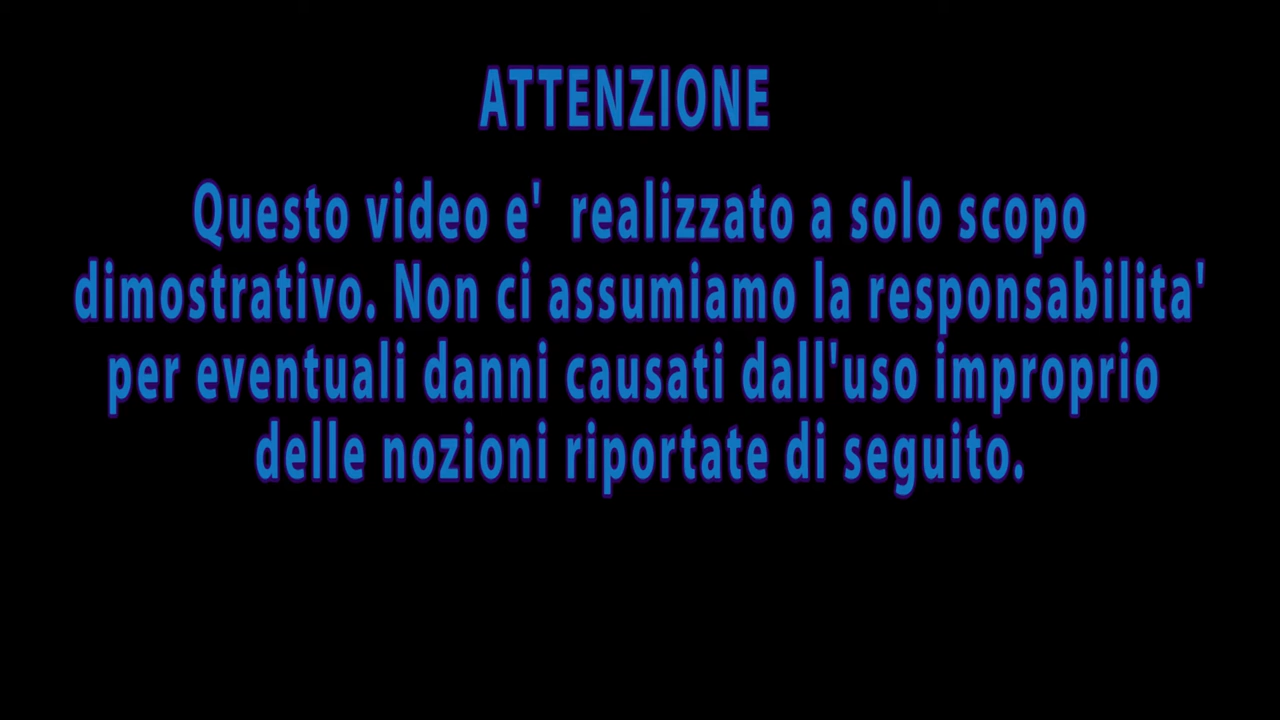 ATTENZIONE
Questo video e' realizzato a solo scopo
dimostrativo. Non ci assumiamo la responsabilita'
per eventuali danni causati dall'uso improprio
delle nozioni riportate di seguito.